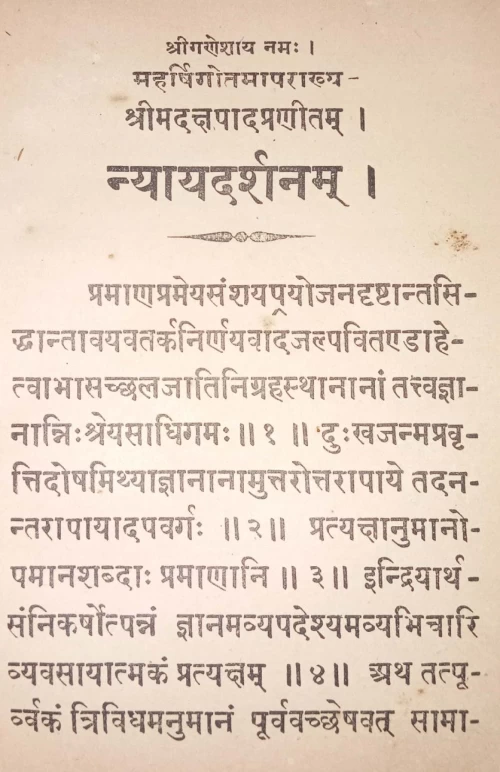 श्रीगणेशाय नमः ।
महर्षिगोतमापराख्य-
श्रीमदक्षपादप्रणीतम् ।
न्यायदर्शनम् ।
प्रमाणप्रमेयसंशयप्रयोजनदृष्टान्तसि-
द्धान्तावयवतर्कनिर्णयवादजल्पवितण्डाहे-
त्वाभासच्छलजातिनिग्रहस्थानानां तत्त्वज्ञा-
नान्निःश्रेयसाधिगमः ॥ १ ॥ दुःखजन्मप्रवृ-
त्तिदोषमिथ्याज्ञानानामुत्तरोत्तरापाये तदन-
न्तरापायादपवर्गः ॥ २ ॥ प्रत्यक्षानुमानो-
पमानशब्दाः प्रमाणानि ॥ ३ ॥ इन्द्रियार्थ-
संनिकर्षोत्पन्नं ज्ञानमव्यपदेश्यमव्यभिचारि
व्यवसायात्मकं प्रत्यक्षम् ॥ ४ ॥ अथ तत्पू-
र्व्वकं त्रिविधमनुमानं पूर्ववच्छेषवत् सामा-